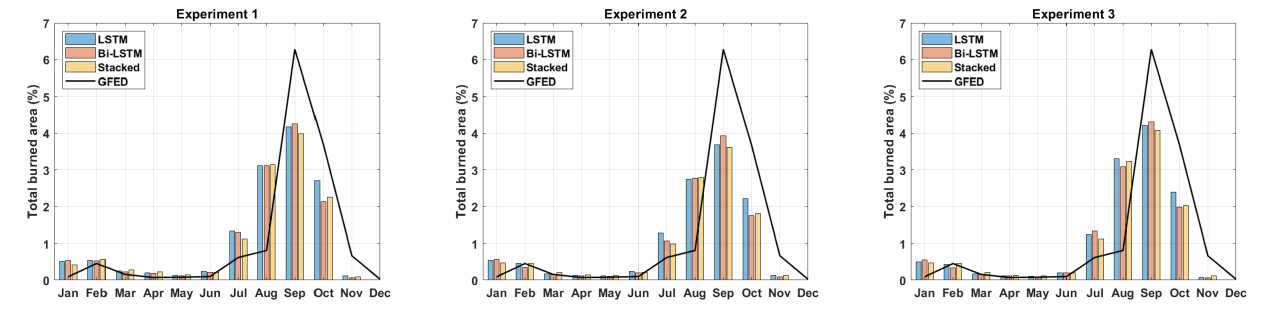 Experiment 1
Total burned area (%)
7
6
5
4
3
2
1
0
LSTM
Bi-LSTM
Stacked
GFED
Jan Feb Mar Apr May Jun Jul Aug Sep Oct Nov Dec
Experiment 2
Total burned area (%)
7
6
5
4
3
2
1
0
LSTM
Bi-LSTM
Stacked
GFED
Jan Feb Mar Apr May Jun Jul Aug Sep Oct Nov Dec
Experiment 3
Total burned area (%)
7
6
5
4
3
2
1
0
LSTM
Bi-LSTM
Stacked
GFED
Jan Feb Mar Apr May Jun Jul Aug Sep Oct Nov Dec